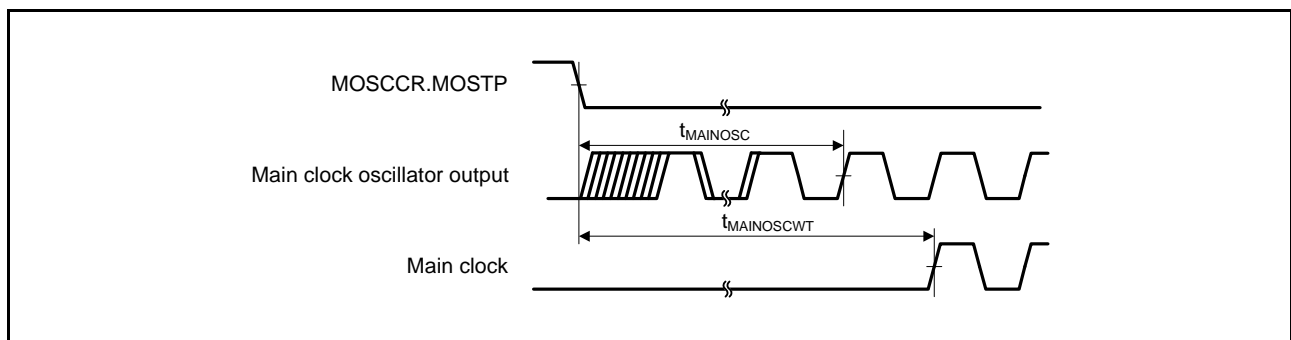 MOSCCR.MOSTP
tMAINOSC
Main clock oscillator output
tMAINOSCWT
Main clock